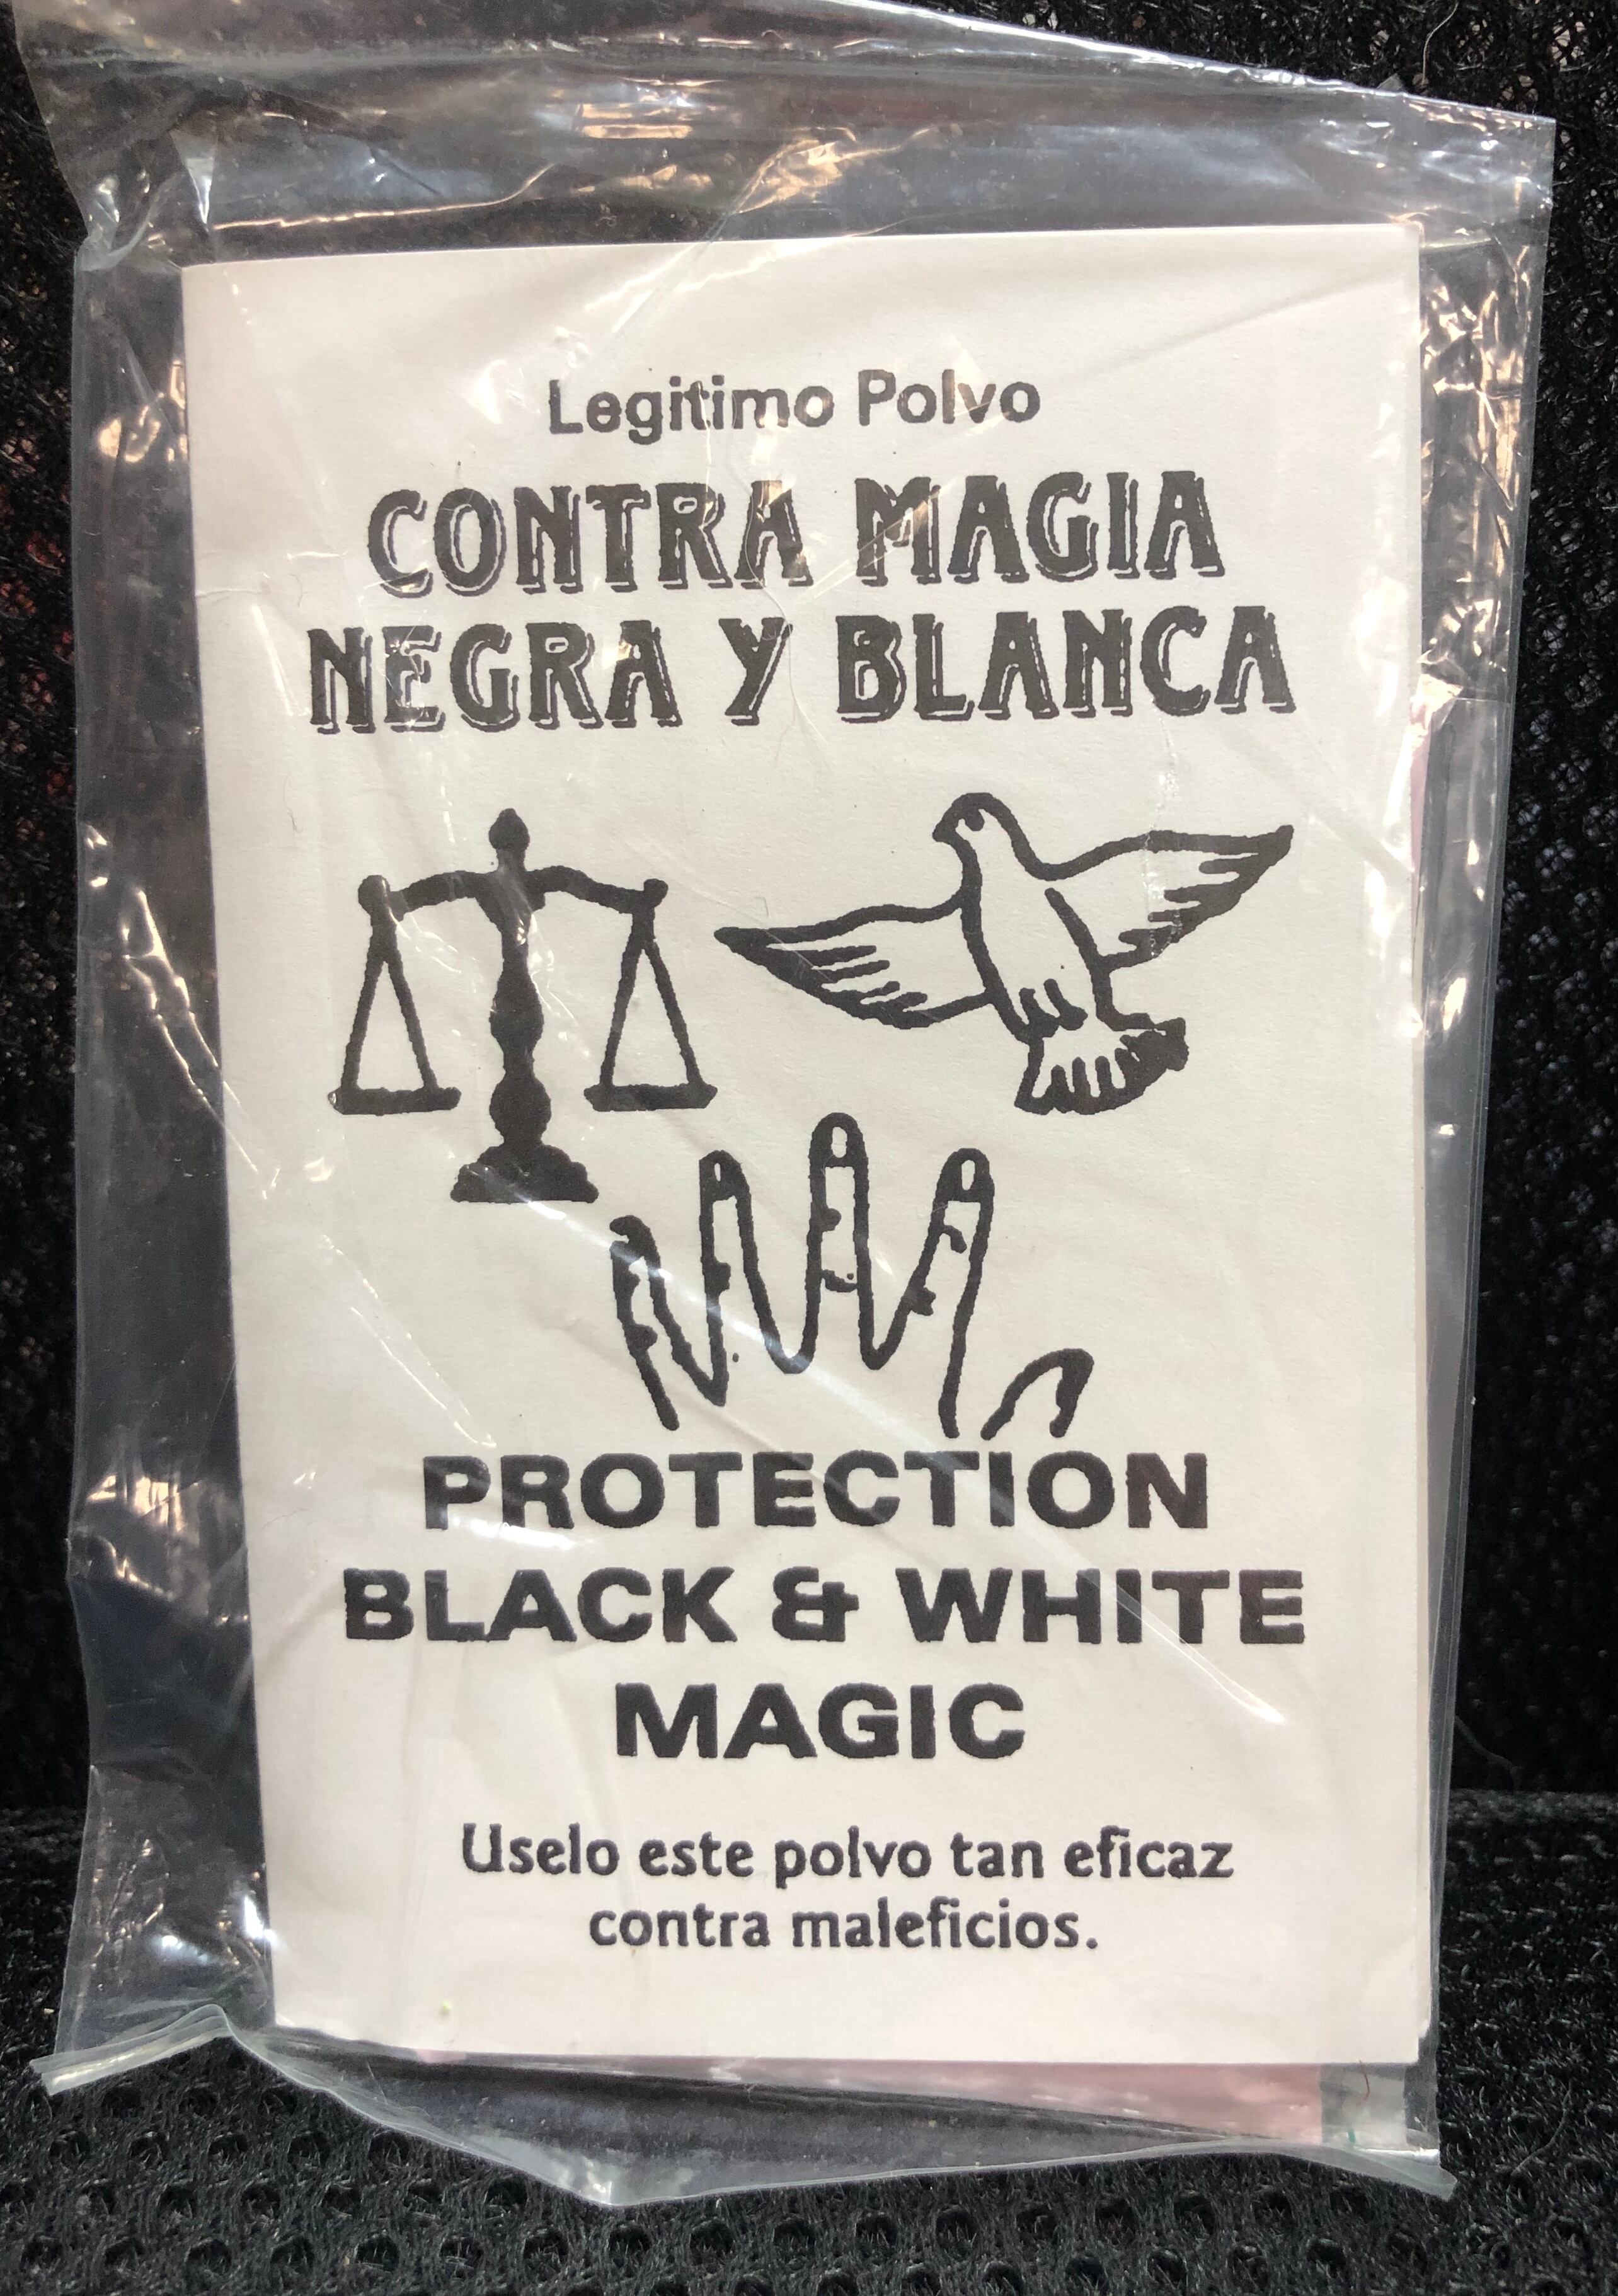 Legitimo Polvo
CONTRA MAGIA
NEGRA Y BLANCA
PROTECTION
BLACK & WHITE
MAGIC
Uselo este polvo tan eficaz
contra maleficios.